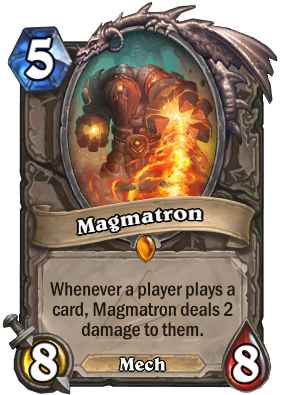 5
Magmatron
Whenever a player plays a
card, Magmatron deals 2
damage to them.
8
Mech
8